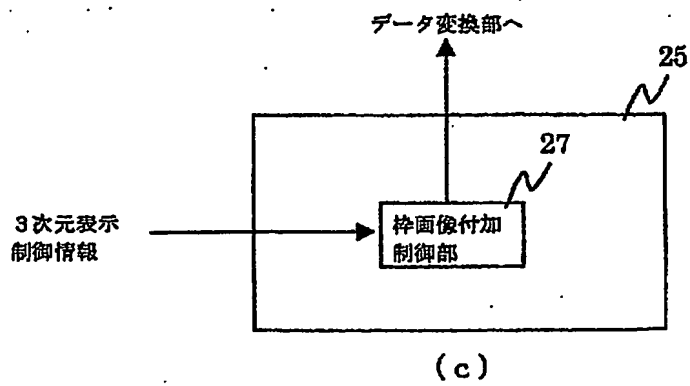 データ変換部へ
25
27
3次元表示
制御情報
枠画像付加
制御部
(c)